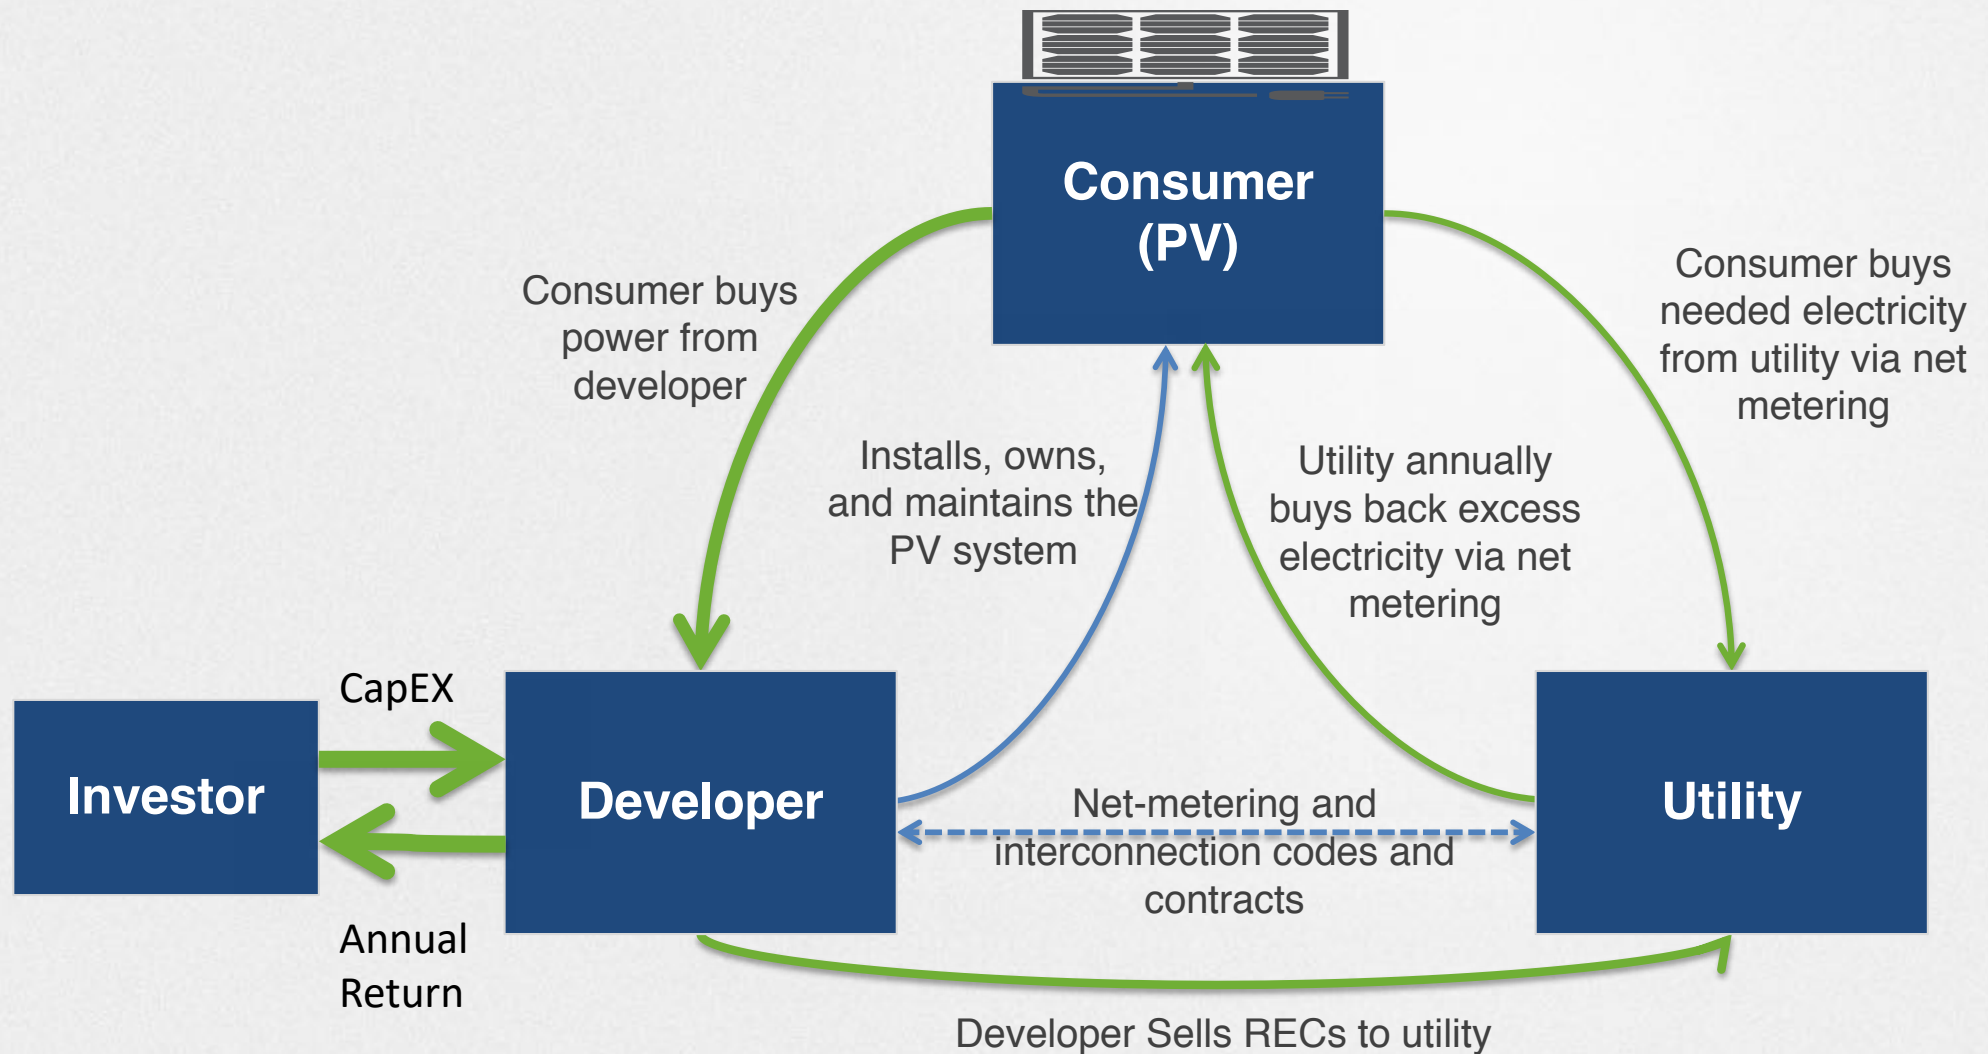 Consumer
(PV)
Consumer buys
power from
developer
Consumer buys
needed electricity
from utility via net
metering
Installs, owns,
and maintains the
PV system
Utility annually
buys back excess
electricity via net
metering
CapEX
Investor
Developer
Utility
Net-metering and
interconnection codes and
contracts
Annual
Return
Developer Sells RECs to utility